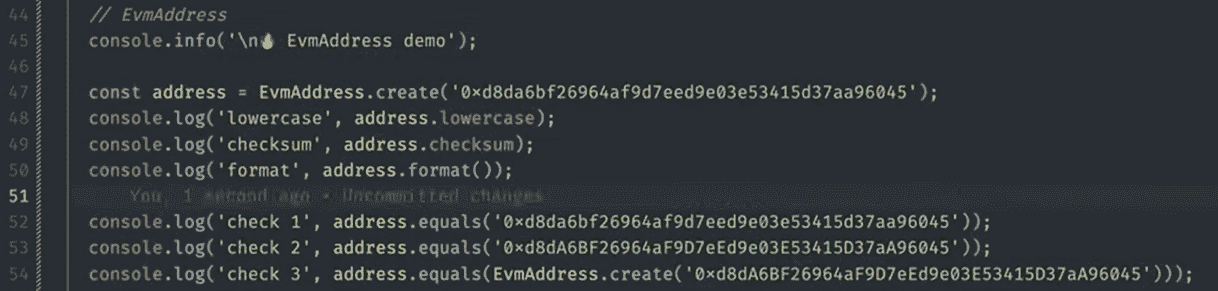 44 // EvmAddress
45 console.info('\n💧 EvmAddress demo');
46
47 const address = EvmAddress.create('0×d8da6bf26964af9d7eed9e03e53415d37aa96045');
48 console.log('lowercase', address.lowercase);
49 console.log('checksum', address.checksum);
50 console.log('format', address.format());
51 You, 1 second ago • Uncommitted changes
52 console.log('check 1', address.equals('0×d8da6bf26964af9d7eed9e03e53415d37aa96045'));
53 console.log('check 2', address.equals('0×d8dA6BF26964aF9D7eEd9e03E53415D37aA96045'));
54 console.log('check 3', address.equals(EvmAddress.create('0×d8dA6BF26964aF9D7eEd9e03E53415D37aA96045')));